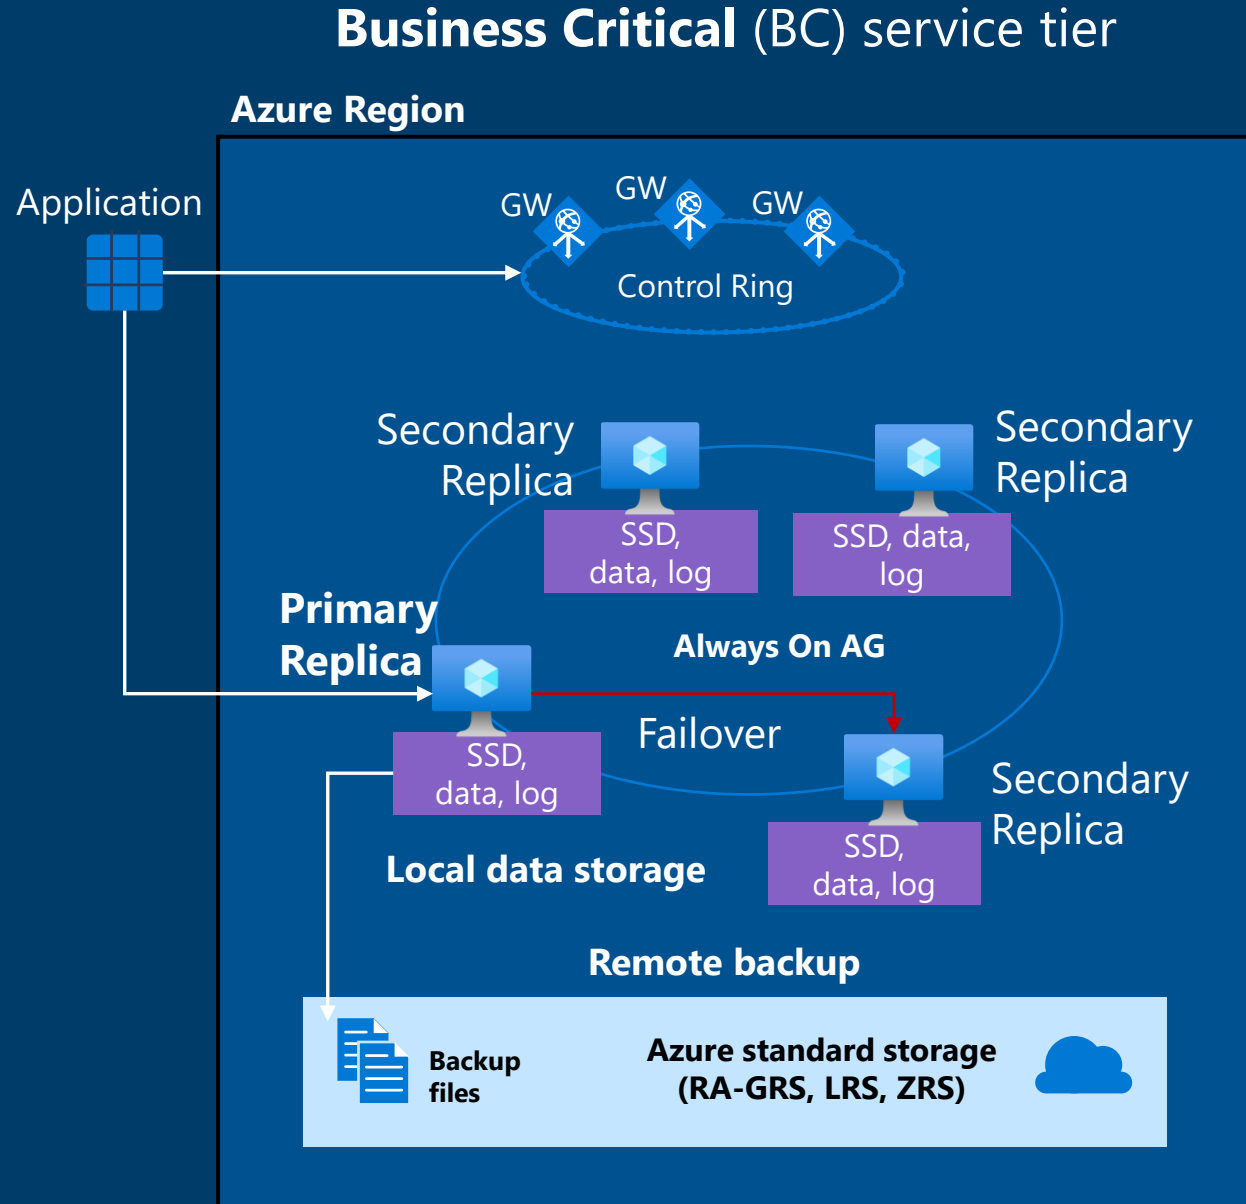 Business Critical (BC) service tier
Azure Region
Application
GW
GW
GW
Control Ring
Secondary
Replica
SSD,
data, log
Secondary
Replica
SSD, data,
log
Primary
Replica
SSD,
data, log
Always On AG
Failover
Secondary
Replica
SSD,
data, log
Local data storage
Remote backup
Backup
files
Azure standard storage
(RA-GRS, LRS, ZRS)